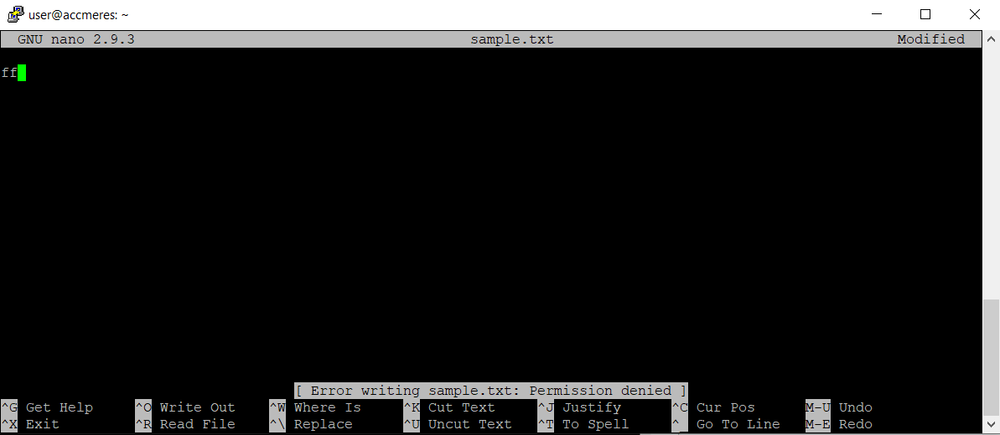 user@accmeres: ~
GNU nano 2.9.3 sample.txt Modified
ff
[ Error writing sample.txt: Permission denied ]
^G Get Help ^O Write Out ^W Where Is ^K Cut Text ^J Justify ^C Cur Pos M-U Undo
^X Exit ^R Read File ^\ Replace ^U Uncut Text ^T To Spell ^_ Go To Line M-E Redo